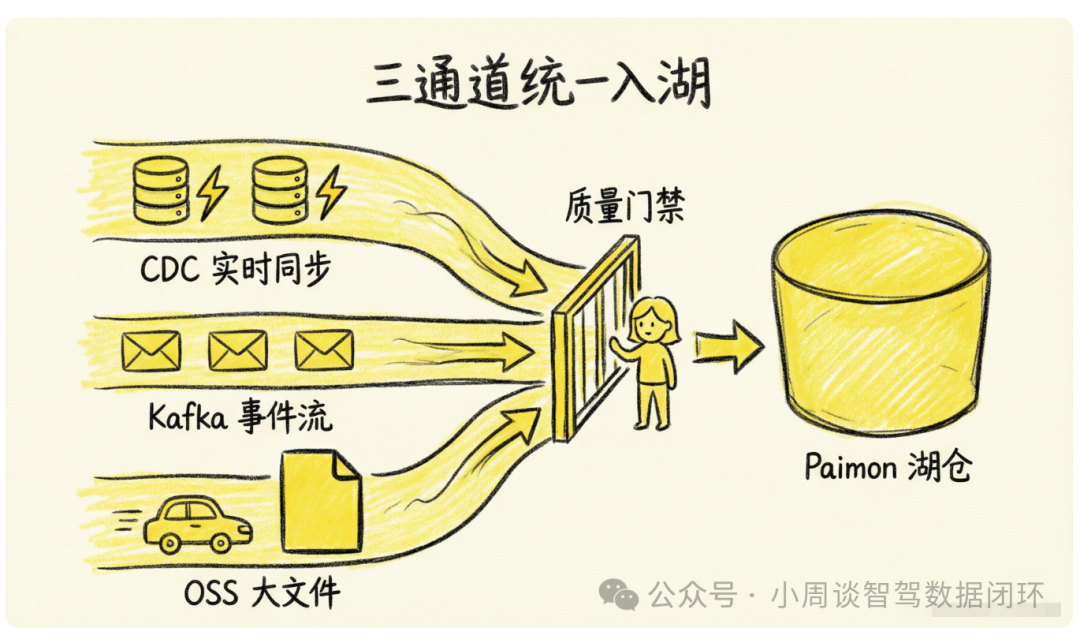 三通道统一入湖
质量门禁
CDC 实时同步
Kafka 事件流
Paimon 湖仓
OSS 大文件
公众号 · 小周谈智驾数据闭环